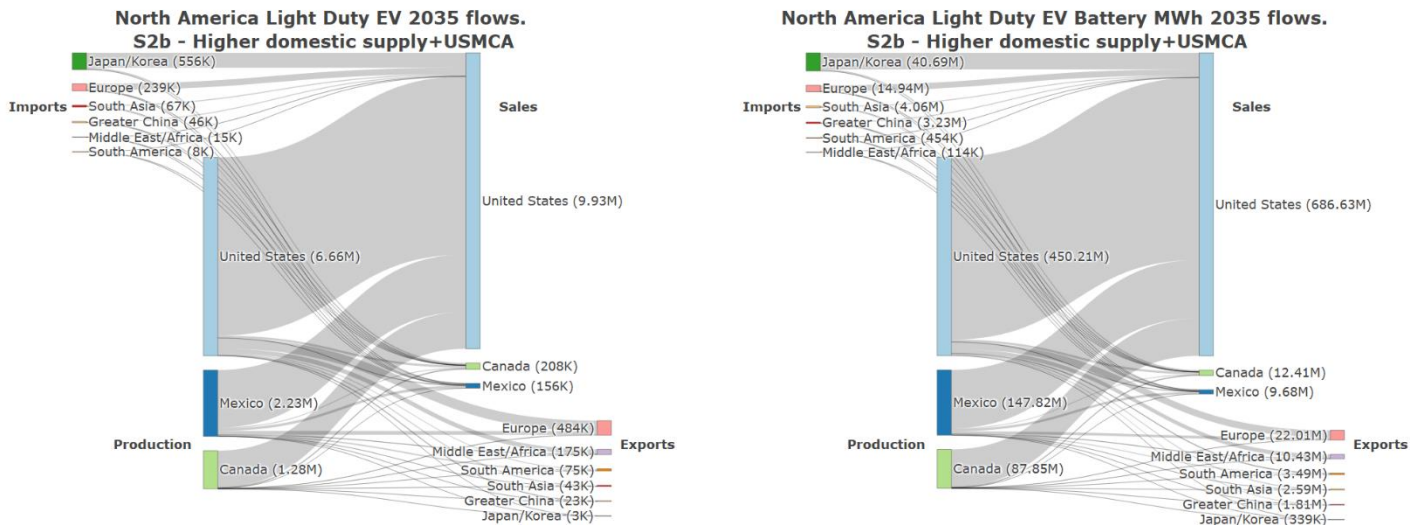 North America Light Duty EV 2035 flows.
S2b - Higher domestic supply+USMCA
Japan/Korea (556K)
Europe (239K)
Imports
South Asia (67K)
Sales
Greater China (46K)
Middle East/Africa (15K)
South America (8K)
United States (9.93M)
United States (6.66M)
Canada (208K)
Mexico (156K)
Mexico (2.23M)
Europe (484K)
Production
Exports
Middle East/Africa (175K)
Canada (1.28M)
South America (75K)
South Asia (43K)
Greater China (23K)
Japan/Korea (3K)
North America Light Duty EV Battery MWh 2035 flows.
S2b - Higher domestic supply+USMCA
Japan/Korea (40.69M)
Europe (14.94M)
Imports
South Asia (4.06M)
Sales
Greater China (3.23M)
South America (454K)
Middle East/Africa (114K)
United States (686.63M)
United States (450.21M)
Canada (12.41M)
Mexico (9.68M)
Mexico (147.82M)
Europe (22.01M)
Production
Exports
Middle East/Africa (10.43M)
Canada (87.85M)
South America (3.49M)
South Asia (2.59M)
Greater China (1.81M)
Japan/Korea (339K)